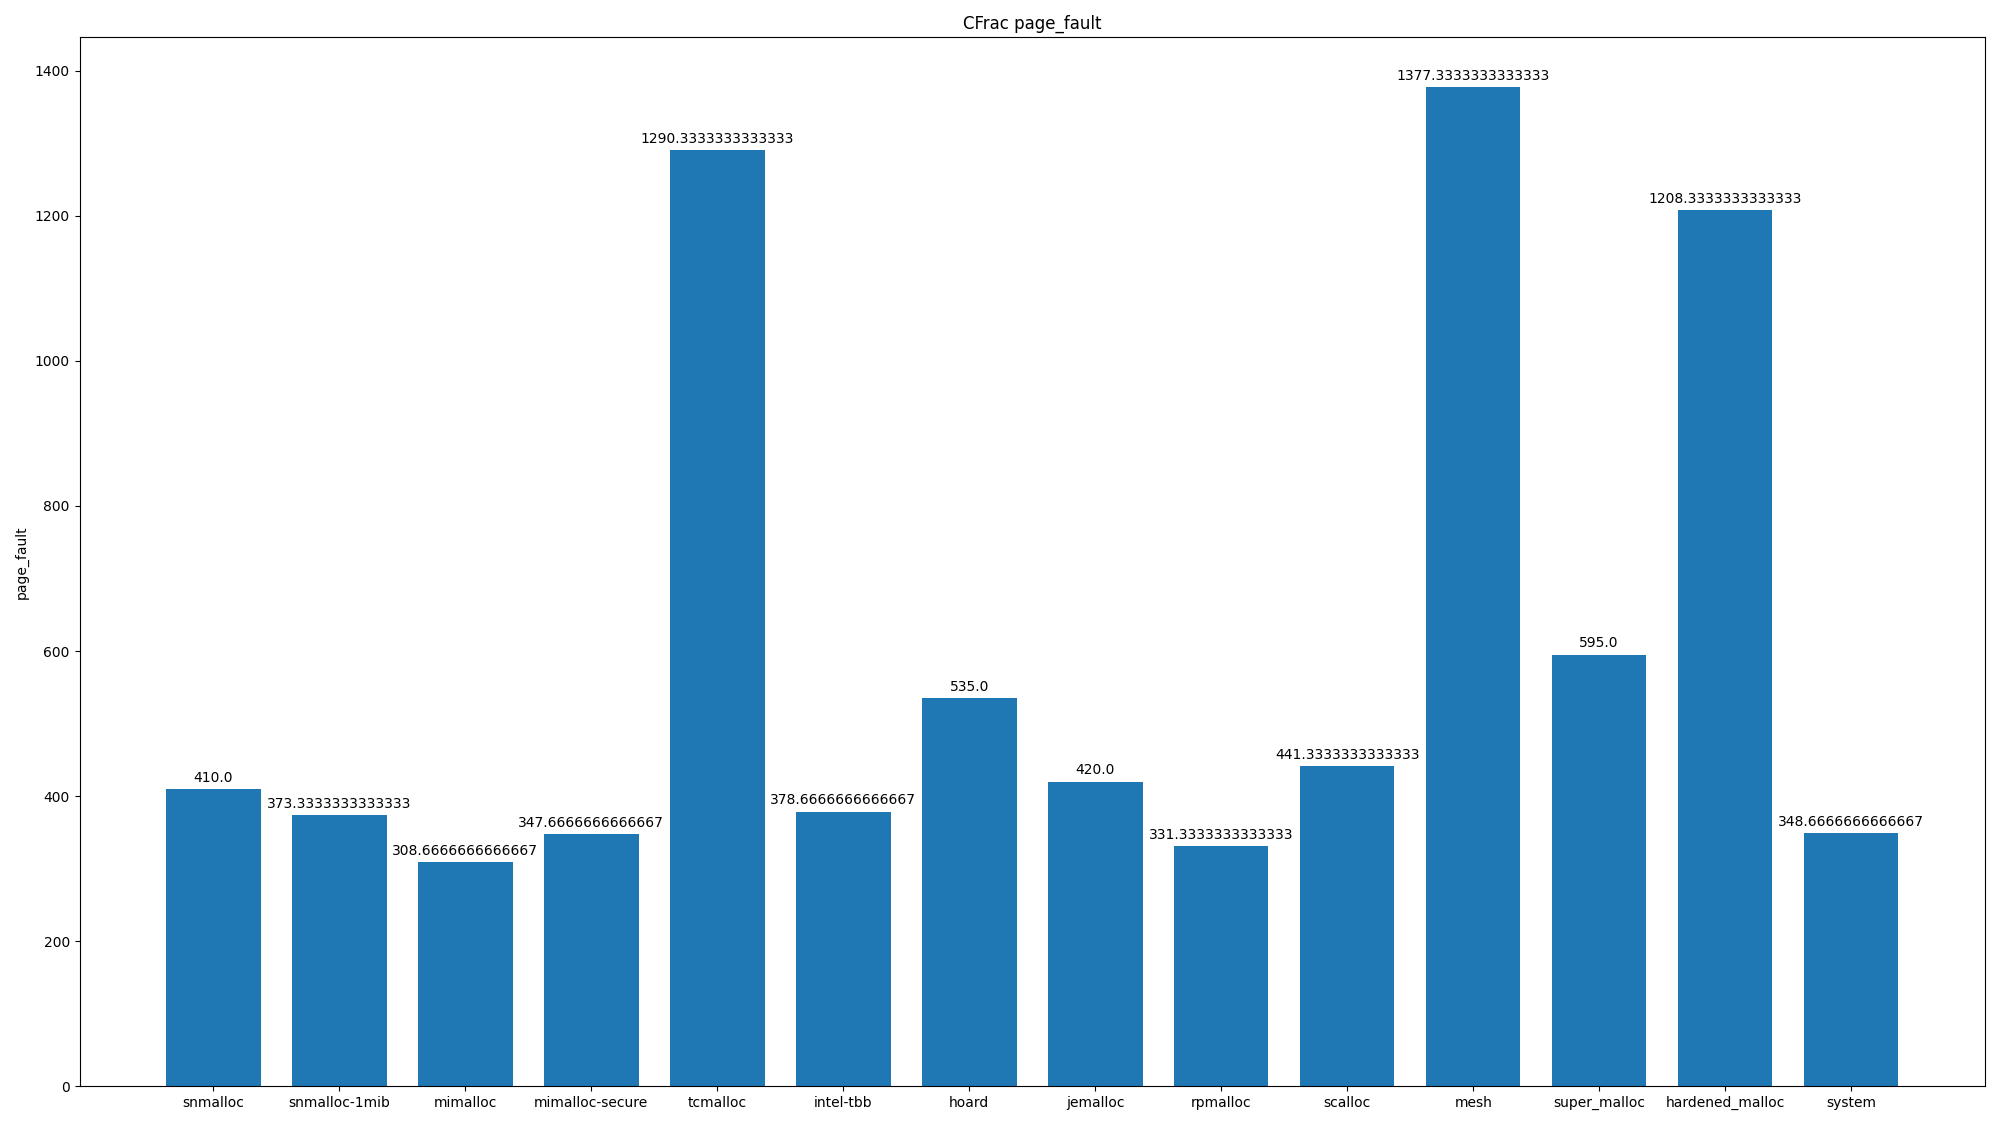 CFrac page_fault
1400
1200
1000
800
600
400
200
0
page_fault
410.0
373.3333333333333
308.6666666666667
347.6666666666667
1290.3333333333333
378.6666666666667
535.0
420.0
331.3333333333333
441.3333333333333
1377.3333333333333
595.0
1208.3333333333333
348.6666666666667
snmalloc
snmalloc-1mib
mimalloc
mimalloc-secure
tcmalloc
intel-tbb
hoard
jemalloc
rpmalloc
scalloc
mesh
super_malloc
hardened_malloc
system